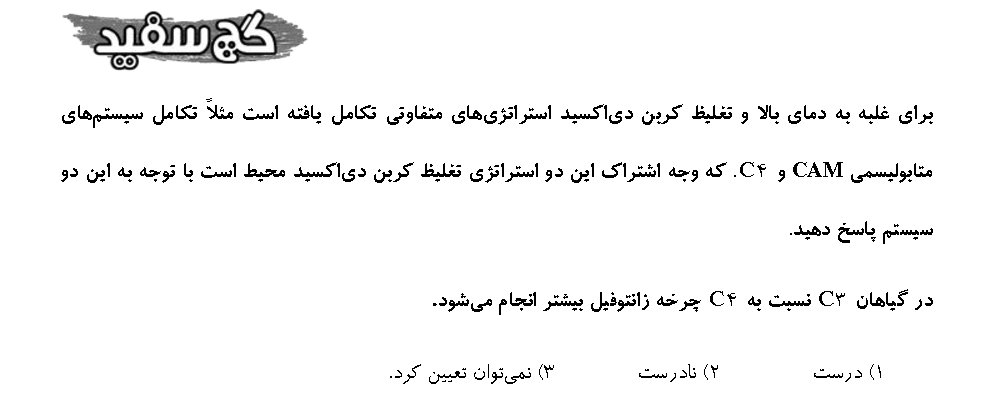 گچ سفید
برای غلبه به دمای بالا و تغلیظ کربن دی‌اکسید استراتژی‌های متفاوتی تکامل یافته است مثلاً تکامل سیستم‌های
متابولیسمی CAM و C۴. که وجه اشتراک این دو استراتژی تغلیظ کربن دی‌اکسید محیط است با توجه به این دو
سیستم پاسخ دهید.
در گیاهان C۳ نسبت به C۴ چرخه زانتوفیل بیشتر انجام می‌شود.
۱) درست ۲) نادرست ۳) نمی‌توان تعیین کرد.